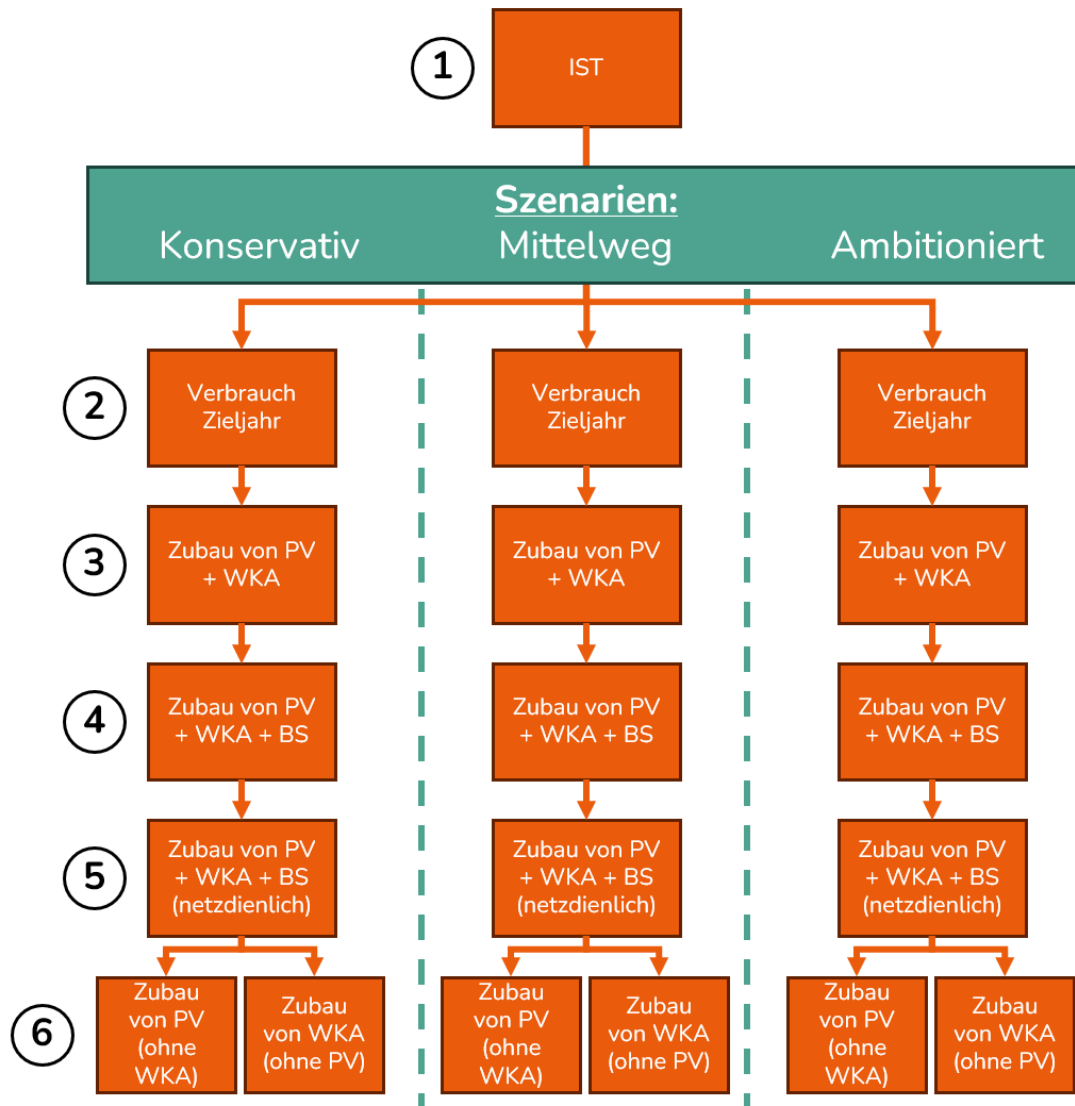 1
IST
Szenarien:
Konservativ
Mittelweg
Ambitioniert
2
Verbrauch
Zieljahr
Verbrauch
Zieljahr
Verbrauch
Zieljahr
3
Zubau von PV
+ WKA
Zubau von PV
+ WKA
Zubau von PV
+ WKA
4
Zubau von PV
+ WKA + BS
Zubau von PV
+ WKA + BS
Zubau von PV
+ WKA + BS
5
Zubau von PV
+ WKA + BS
(netzdienlich)
Zubau von PV
+ WKA + BS
(netzdienlich)
Zubau von PV
+ WKA + BS
(netzdienlich)
6
Zubau
von PV
(ohne
WKA)
Zubau
von WKA
(ohne PV)
Zubau
von PV
(ohne
WKA)
Zubau
von WKA
(ohne PV)
Zubau
von PV
(ohne
WKA)
Zubau
von WKA
(ohne PV)